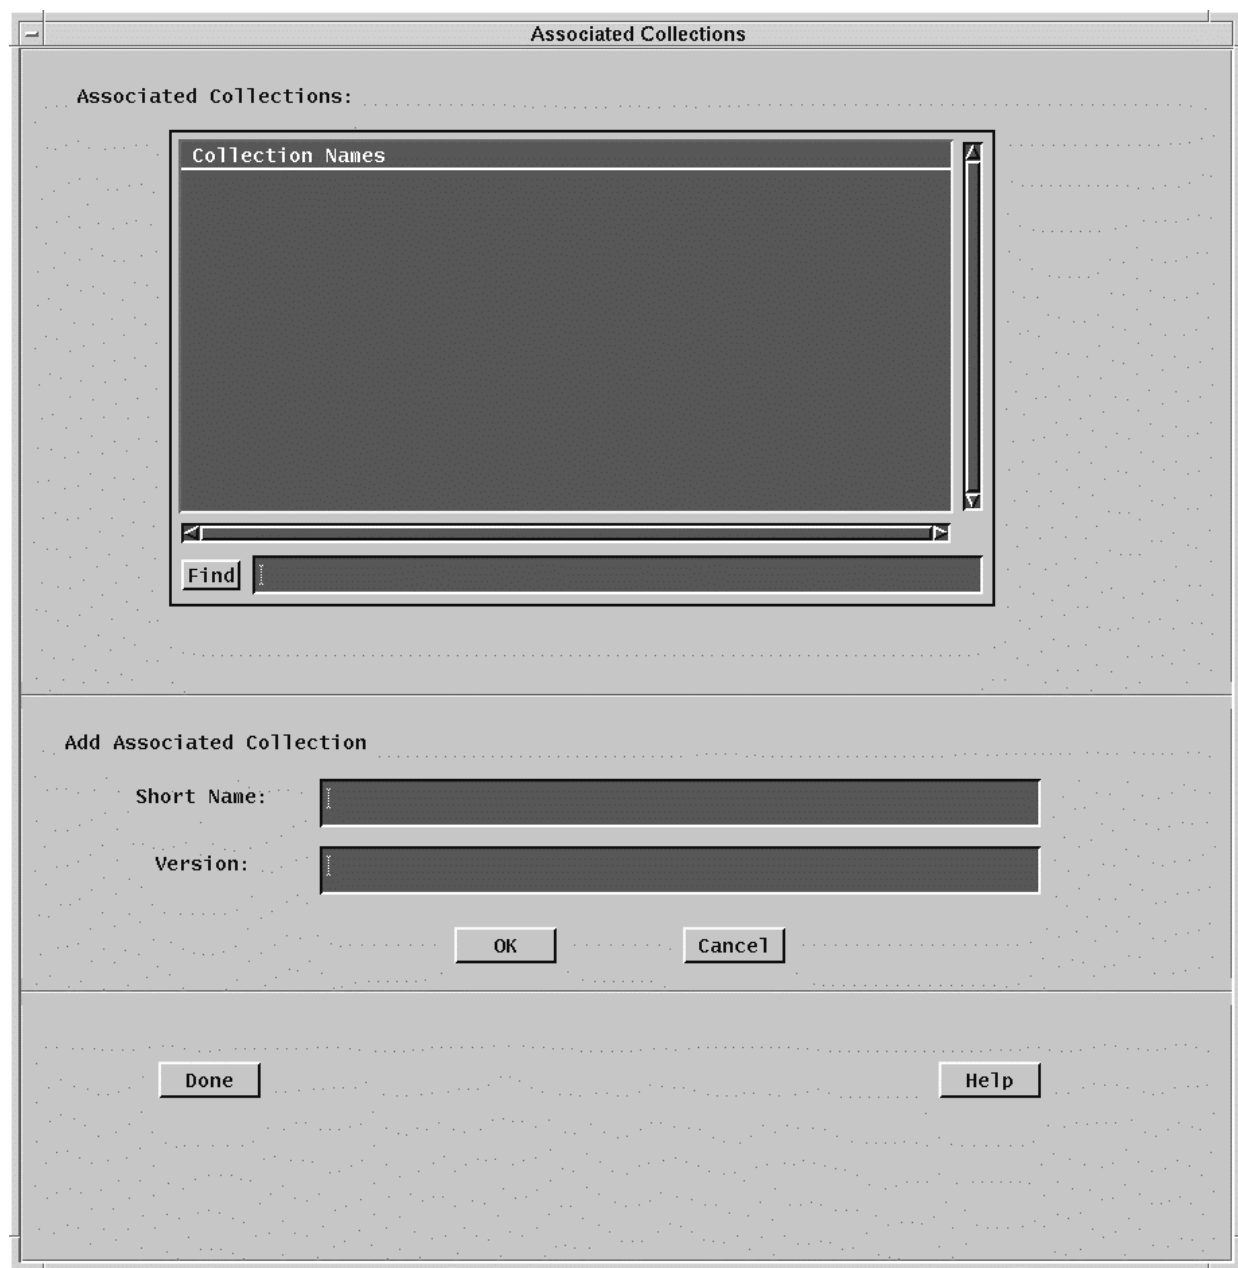 Associated Collections
Associated Collections:
Collection Names
Find
Add Associated Collection
Short Name:
Version:
OK Cancel
Done Help